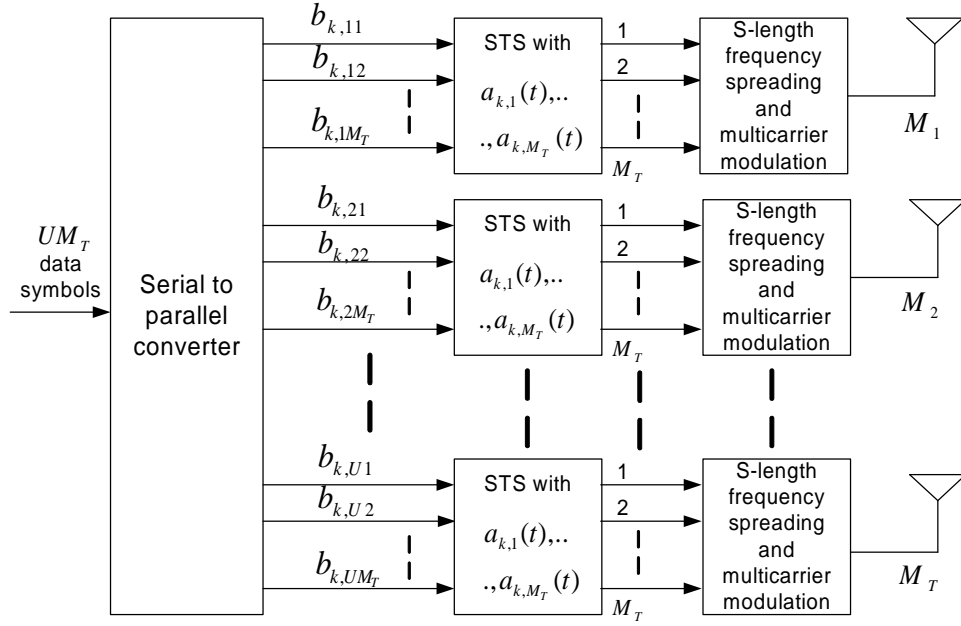 UM_T
data
symbols
Serial to
parallel
converter
b_{k,11}
b_{k,12}
b_{k,1M_T}
STS with
a_{k,1}(t),..
.,a_{k,M_T}(t)
1
2
M_T
S-length
frequency
spreading
and
multicarrier
modulation
M_1
b_{k,21}
b_{k,22}
b_{k,2M_T}
STS with
a_{k,1}(t),..
.,a_{k,M_T}(t)
1
2
M_T
S-length
frequency
spreading
and
multicarrier
modulation
M_2
b_{k,U1}
b_{k,U2}
b_{k,UM_T}
STS with
a_{k,1}(t),..
.,a_{k,M_T}(t)
1
2
M_T
S-length
frequency
spreading
and
multicarrier
modulation
M_T